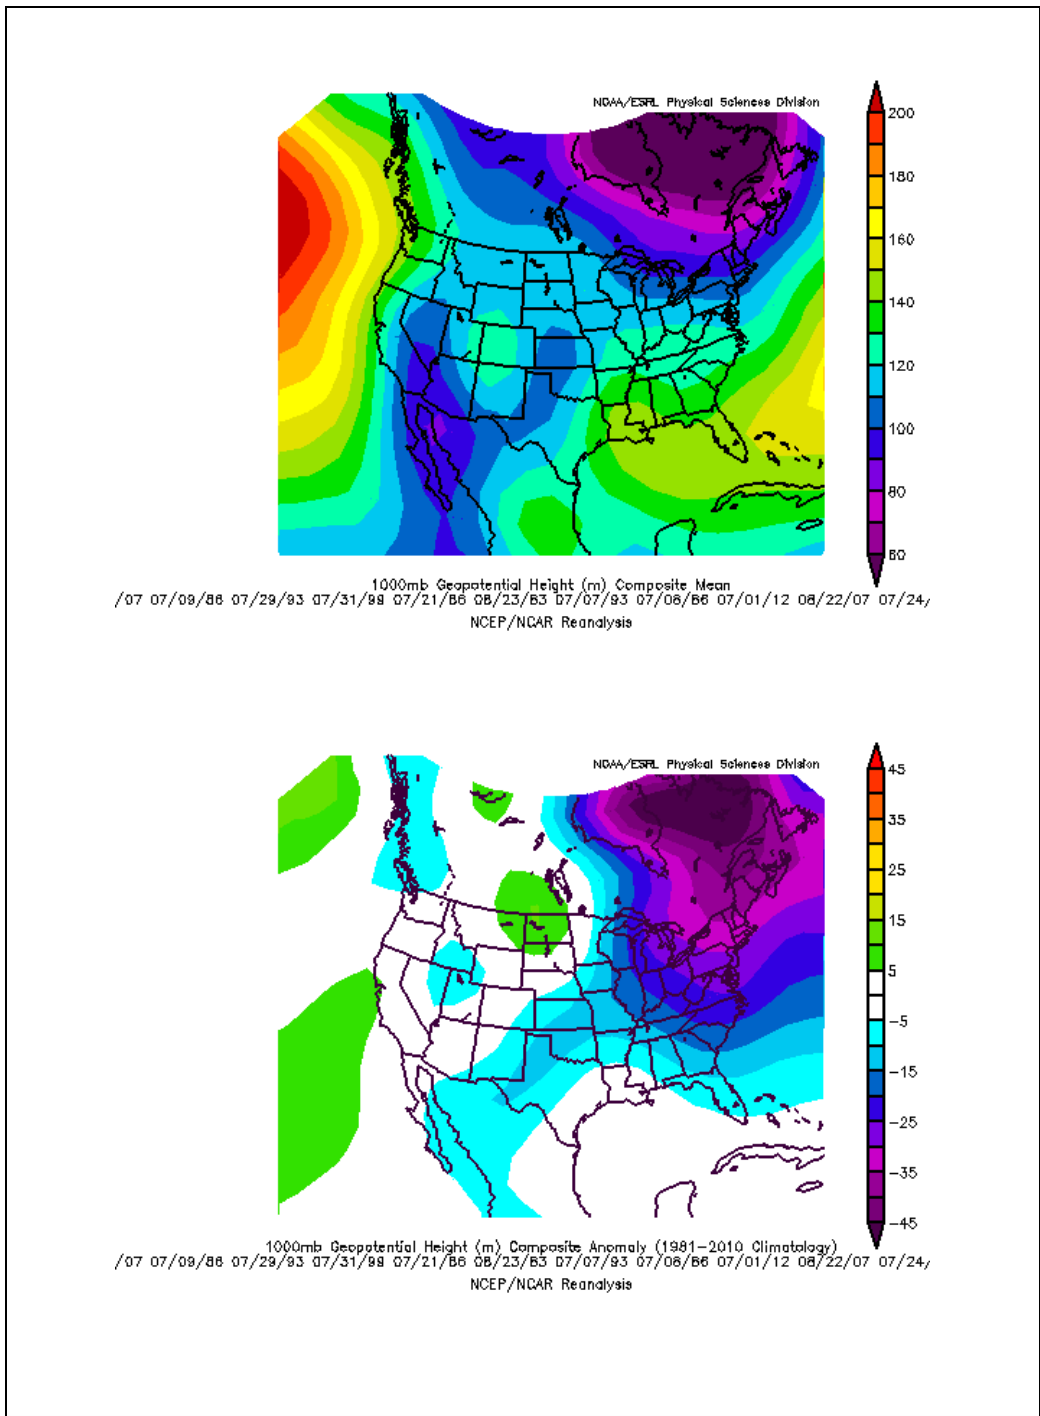 NOAA/ESRL Physical Sciences Division
200
180
160
140
120
100
80
60
1000mb Geopotential Height (m) Composite Mean
/07 07/09/86 07/29/93 07/31/99 07/21/86 08/23/83 07/07/93 07/08/86 07/01/12 08/22/07 07/24/
NCEP/NCAR Reanalysis
NOAA/ESRL Physical Sciences Division
45
35
25
15
5
-5
-15
-25
-35
-45
1000mb Geopotential Height (m) Composite Anomaly (1981-2010 Climatology)
/07 07/09/86 07/29/93 07/31/99 07/21/86 08/23/83 07/07/93 07/08/86 07/01/12 08/22/07 07/24/
NCEP/NCAR Reanalysis